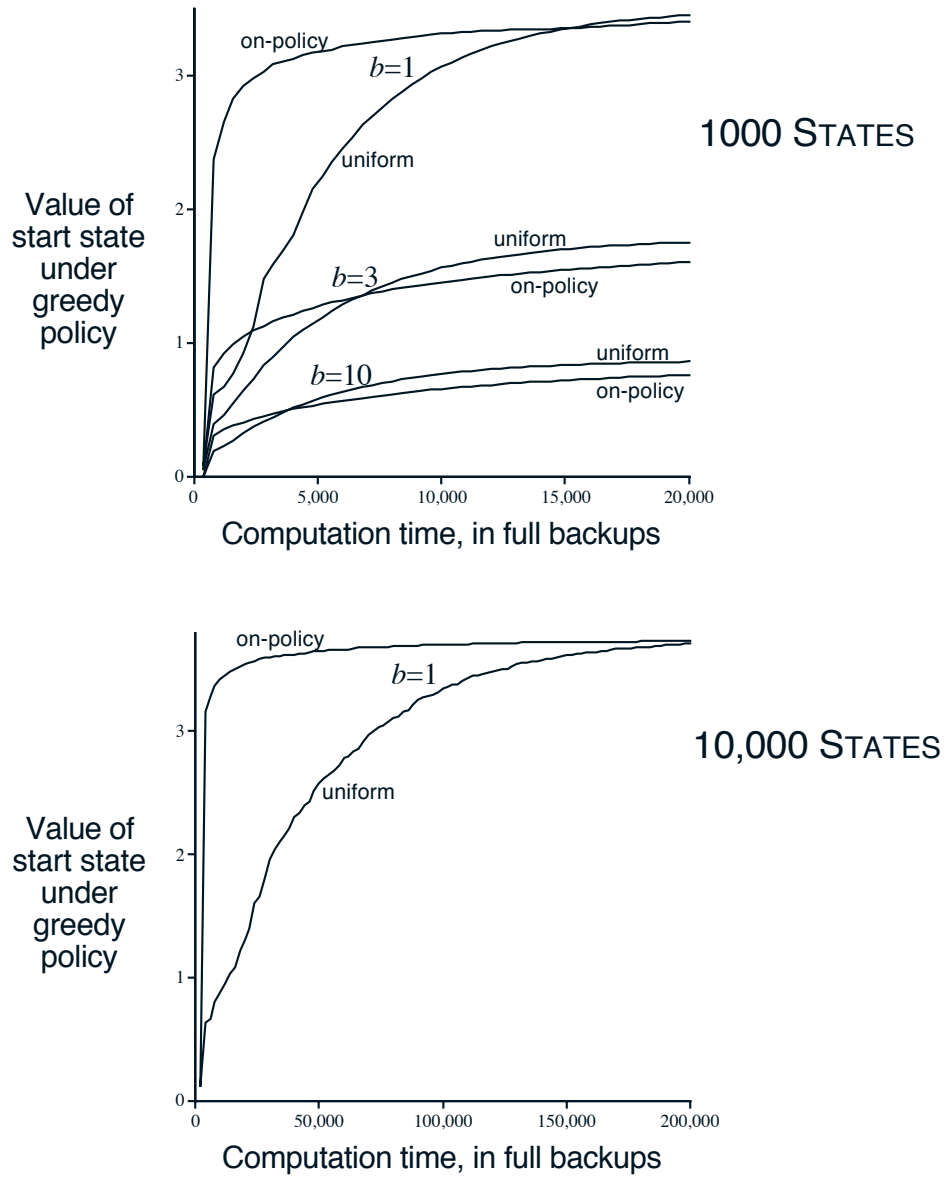 on-policy
b=1
3
1000 STATES
uniform
Value of
start state
under
greedy
policy
2
uniform
b=3
on-policy
1
uniform
b=10
on-policy
0
0
5,000
10,000
15,000
20,000
Computation time, in full backups
on-policy
b=1
3
10,000 STATES
uniform
Value of
start state
under
greedy
policy
2
1
0
0
50,000
100,000
150,000
200,000
Computation time, in full backups